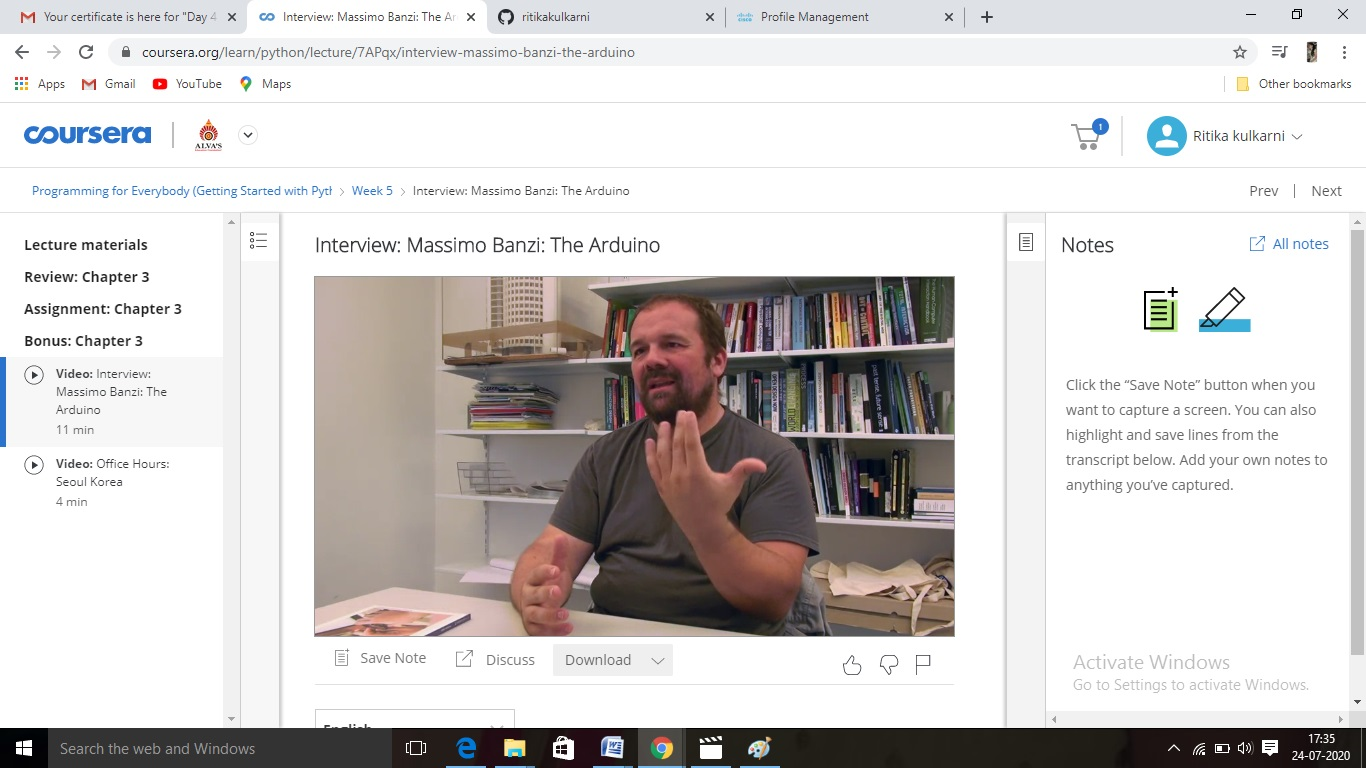 Your certificate is here for "Day 4
Interview: Massimo Banzi: The Ar
ritikakulkarni
Profile Management
coursera.org/learn/python/lecture/7APqx/interview-massimo-banzi-the-arduino
Apps
Gmail
YouTube
Maps
Other bookmarks
coursera
ALVA'S
1
Ritika kulkarni
Programming for Everybody (Getting Started with Pyth
Week 5
Interview: Massimo Banzi: The Arduino
Prev | Next
Lecture materials
Review: Chapter 3
Assignment: Chapter 3
Bonus: Chapter 3
Video: Interview:
Massimo Banzi: The
Arduino
11 min
Video: Office Hours:
Seoul Korea
4 min
Interview: Massimo Banzi: The Arduino
Save Note
Discuss
Download
English
Notes
All notes
Click the “Save Note” button when you
want to capture a screen. You can also
highlight and save lines from the
transcript below. Add your own notes to
anything you’ve captured.
Activate Windows
Go to Settings to activate Windows.
Search the web and Windows
17:35
24-07-2020